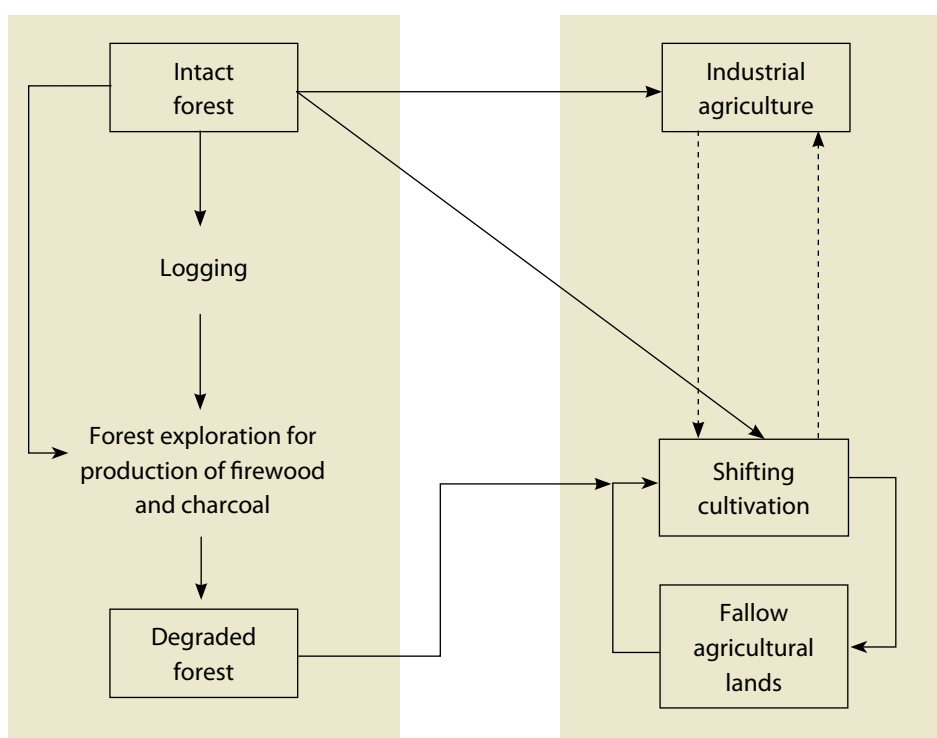 Intact
forest
Logging
Forest exploration for
production of firewood
and charcoal
Degraded
forest
Industrial
agriculture
Shifting
cultivation
Fallow
agricultural
lands